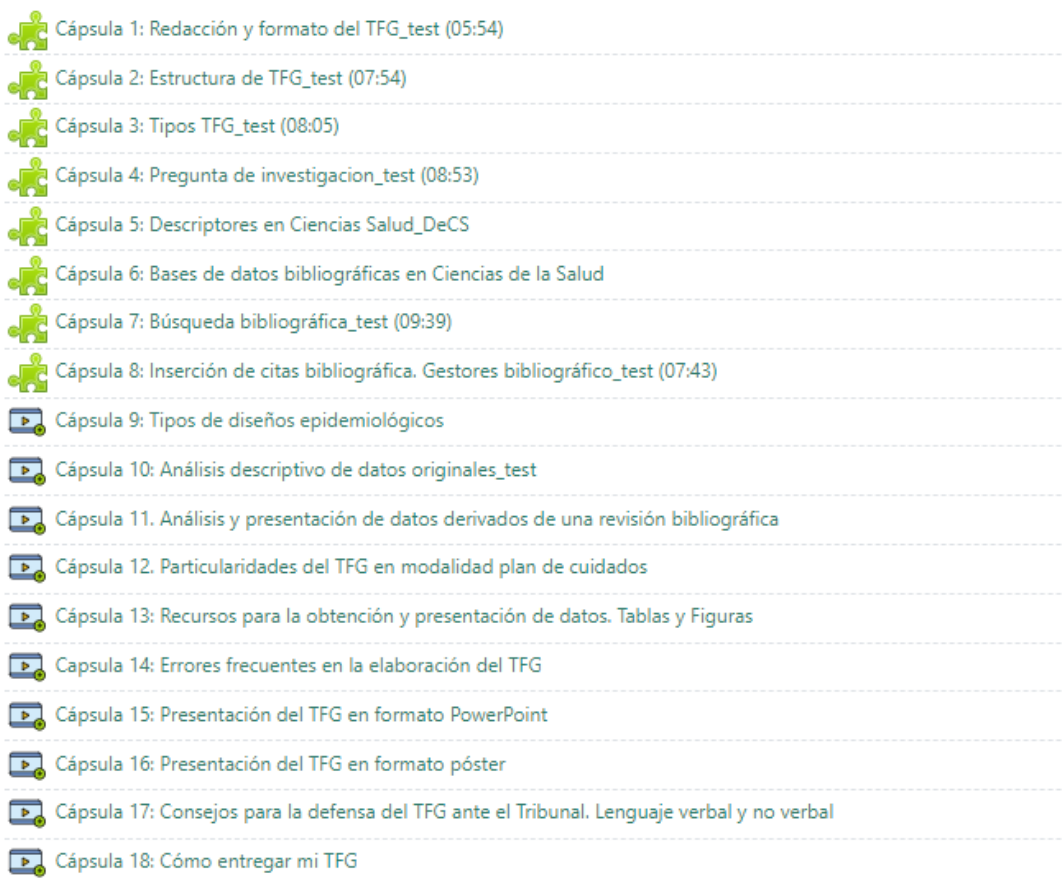 Cápsula 1: Redacción y formato del TFG_test (05:54)
Cápsula 2: Estructura de TFG_test (07:54)
Cápsula 3: Tipos TFG_test (08:05)
Cápsula 4: Pregunta de investigacion_test (08:53)
Cápsula 5: Descriptores en Ciencias Salud_DeCS
Cápsula 6: Bases de datos bibliográficas en Ciencias de la Salud
Cápsula 7: Búsqueda bibliográfica_test (09:39)
Cápsula 8: Inserción de citas bibliográfica. Gestores bibliográfico_test (07:43)
Cápsula 9: Tipos de diseños epidemiológicos
Cápsula 10: Análisis descriptivo de datos originales_test
Cápsula 11. Análisis y presentación de datos derivados de una revisión bibliográfica
Cápsula 12. Particularidades del TFG en modalidad plan de cuidados
Cápsula 13: Recursos para la obtención y presentación de datos. Tablas y Figuras
Capsula 14: Errores frecuentes en la elaboración del TFG
Cápsula 15: Presentación del TFG en formato PowerPoint
Cápsula 16: Presentación del TFG en formato póster
Cápsula 17: Consejos para la defensa del TFG ante el Tribunal. Lenguaje verbal y no verbal
Cápsula 18: Cómo entregar mi TFG